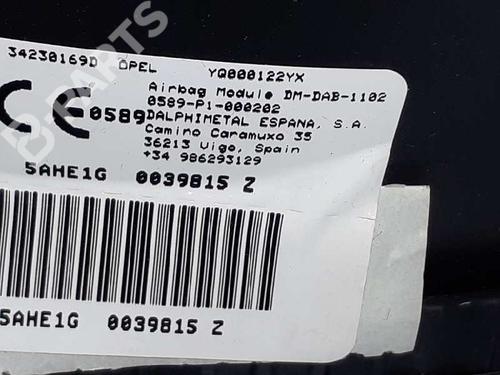 34230169D OPEL YQ000122YX
Airbag Module DM-DAB-1102
0589-P1-000202
CE 0589 DALPHIMETAL ESPANA, S.A.
Camino Caramuxo 35
36213 Vigo, Spain
+34 986293129
5AHE1G 0039815 Z
5AHE1G 0039815 Z